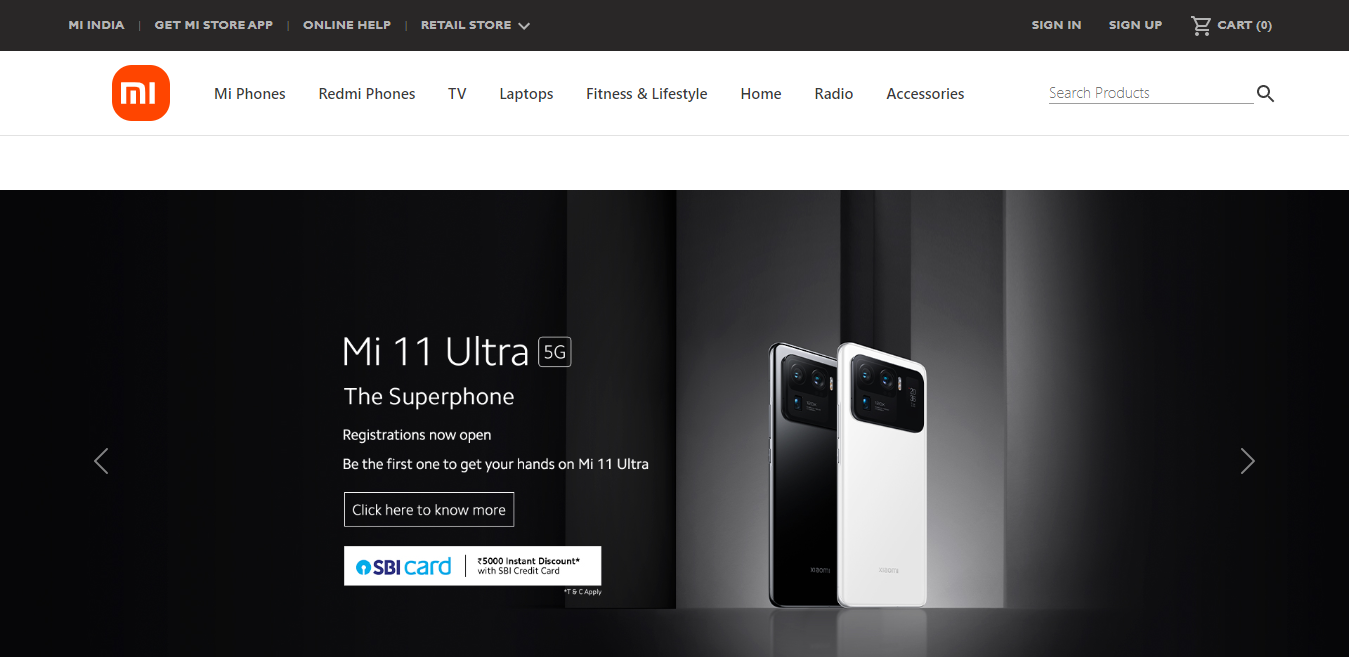 MI INDIA | GET MI STORE APP | ONLINE HELP | RETAIL STORE SIGN IN SIGN UP CART (0)
mi Mi Phones Redmi Phones TV Laptops Fitness & Lifestyle Home Radio Accessories Search Products
Mi 11 Ultra 5G
The Superphone
Registrations now open
Be the first one to get your hands on Mi 11 Ultra
Click here to know more
SBI card | ₹5000 Instant Discount*
with SBI Credit Card
*T & C Apply
xiaomi xiaomi